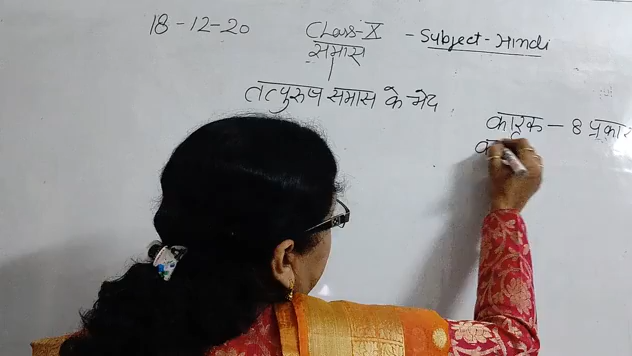 18-12-20 Class-X - Subject-Hindi
समास
तत्पुरुष समास के भेद
कारक - 8 प्रकार